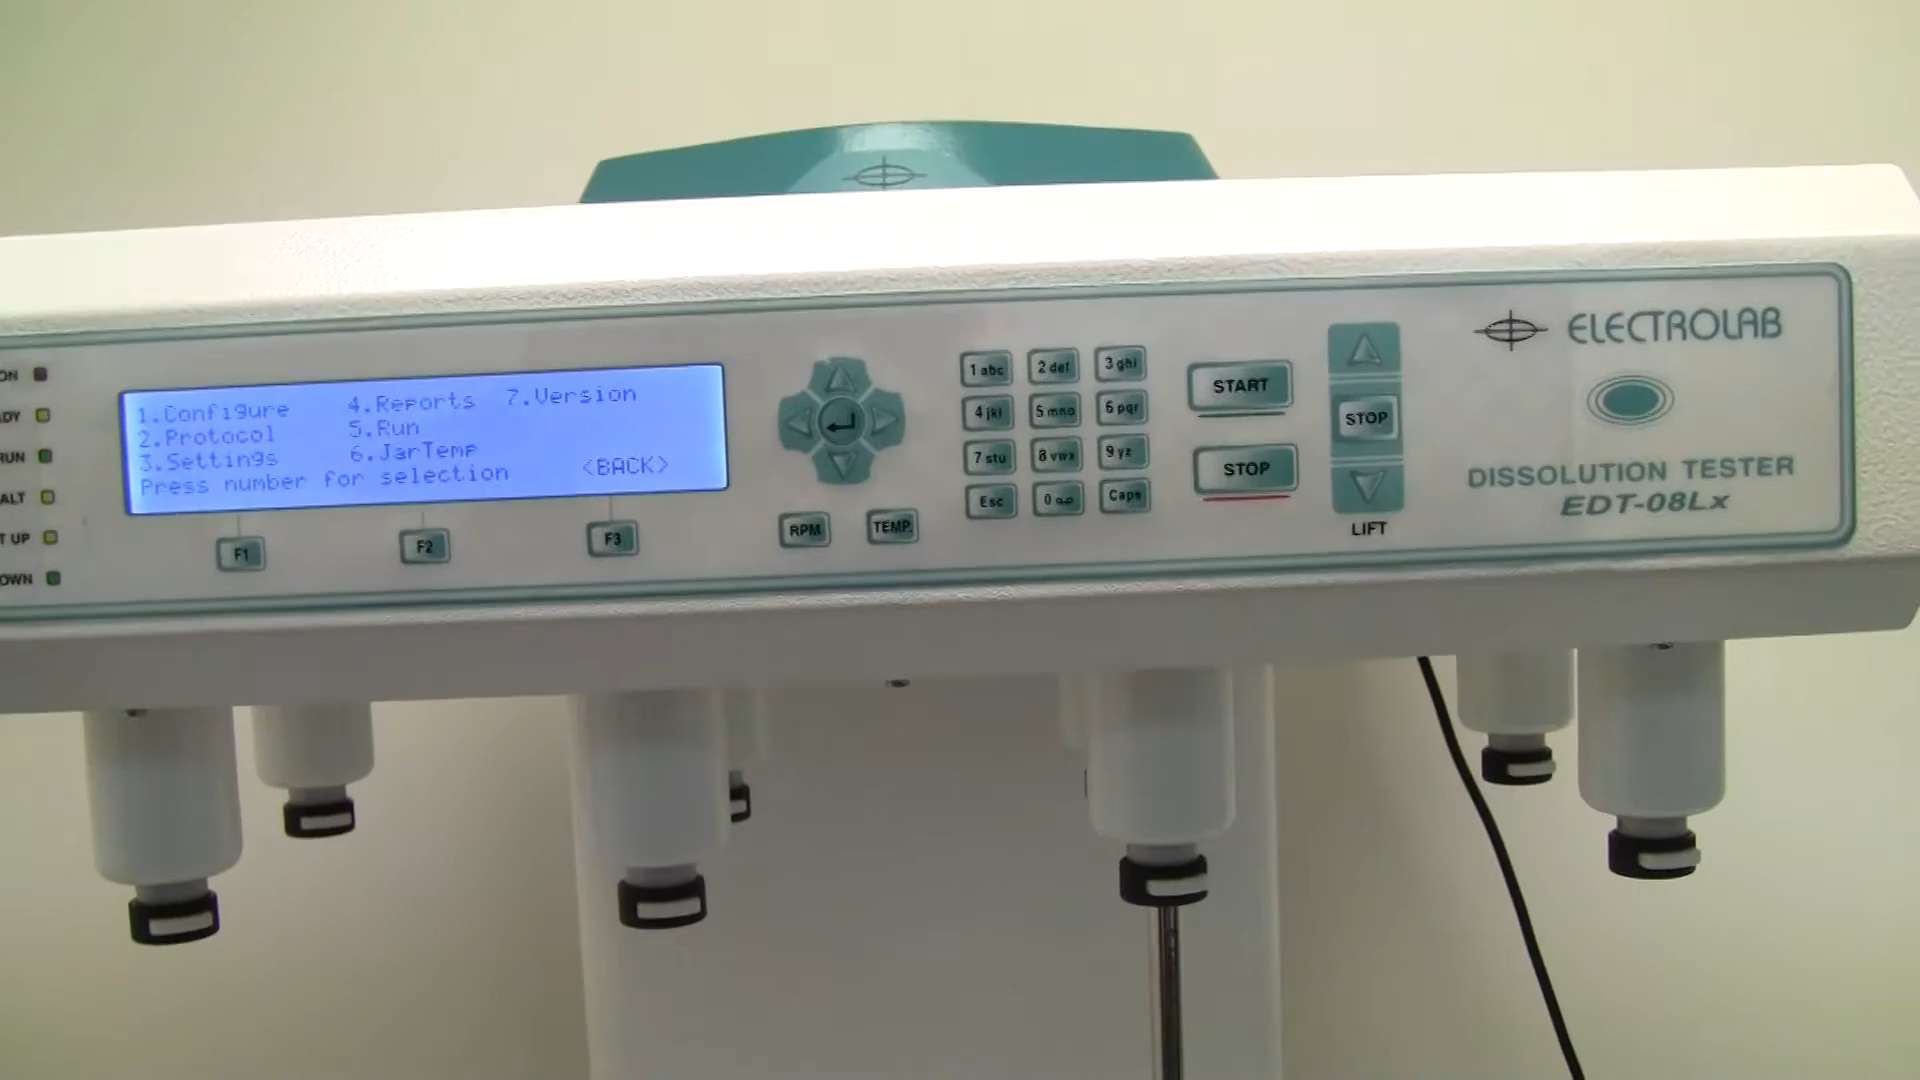 ON
DY
RUN
ALT
T UP
OWN
1.Configure 4.Reports 7.Version
2.Protocol 5.Run
3.Settings 6.JarTemp
Press number for selection <BACK>
F1 F2 F3
RPM TEMP.
1 abc 2 def 3 ghi
4 jkl 5 mno 6 pqr
7 stu 8 vwx 9 yz
Esc 0 Caps
START
STOP
STOP
LIFT
ELECTROLAB
DISSOLUTION TESTER
EDT-08Lx